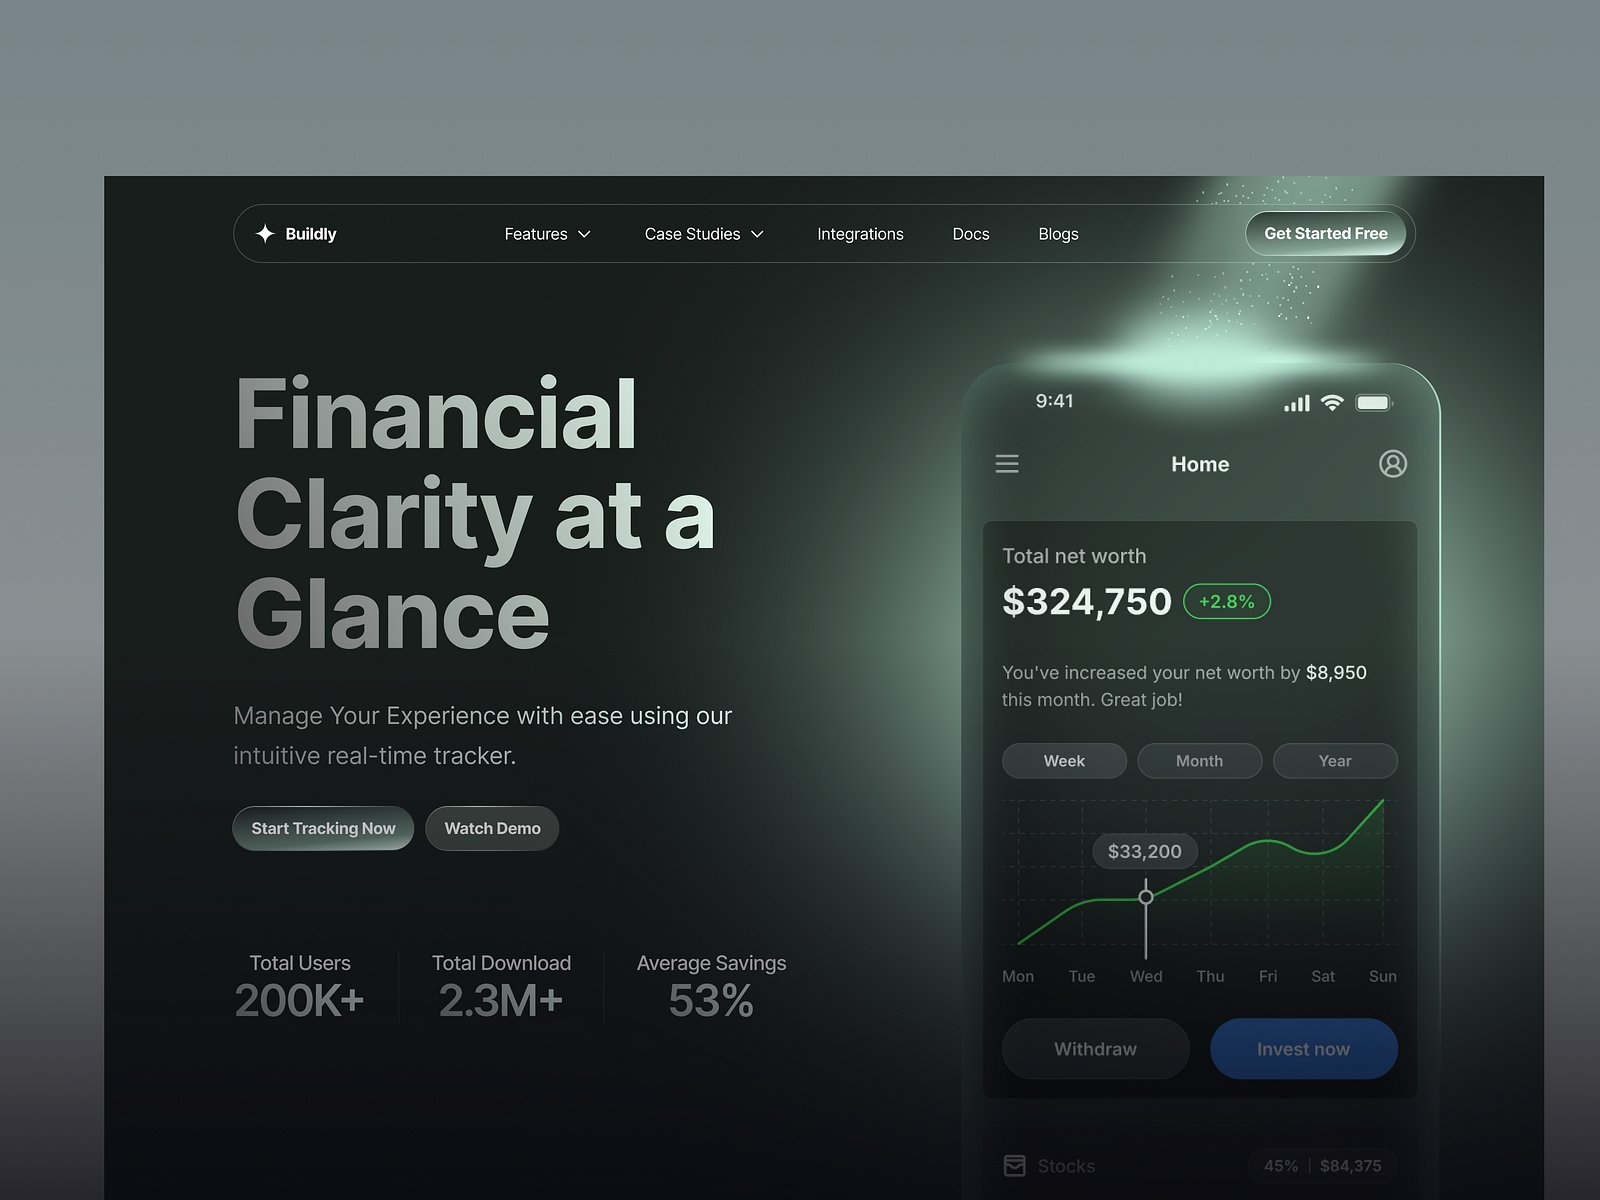 Buildly
Features
Case Studies
Integrations
Docs
Blogs
Get Started Free
Financial
Clarity at a
Glance
Manage Your Experience with ease using our
intuitive real-time tracker.
Start Tracking Now
Watch Demo
Total Users
200K+
Total Download
2.3M+
Average Savings
53%
9:41
Home
Total net worth
$324,750
+2.8%
You've increased your net worth by $8,950
this month. Great job!
Week
Month
Year
$33,200
Mon
Tue
Wed
Thu
Fri
Sat
Sun
Withdraw
Invest now
Stocks
45% | $84,375